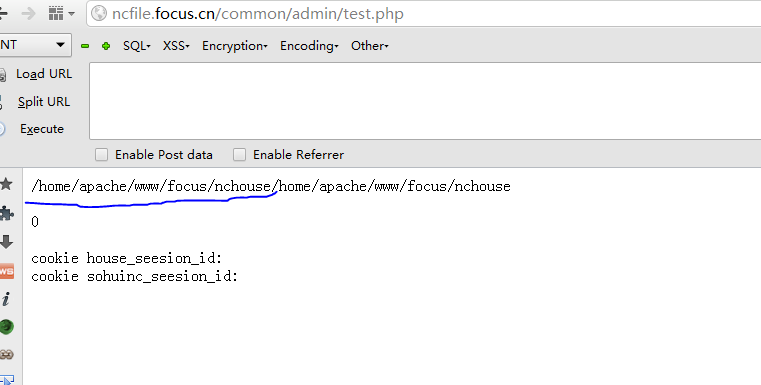 ncfile.focus.cn/common/admin/test.php
NT SQL▾ XSS▾ Encryption▾ Encoding▾ Other▾
Load URL
Split URL
Execute
Enable Post data Enable Referrer
/home/apache/www/focus/nchouse/home/apache/www/focus/nchouse
0
cookie house_seesion_id:
cookie sohuinc_seesion_id: